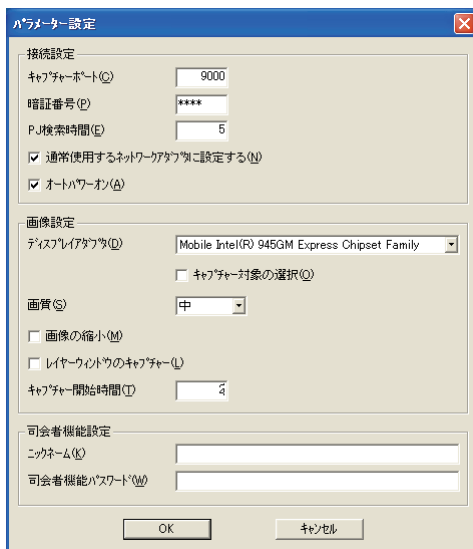 パラメーター設定
接続設定
キャプチャーポート(C) 9000
暗証番号(P) ****
PJ検索時間(E) 5
通常使用するネットワークアダプタに設定する(N)
オートパワーオン(A)
画像設定
ディスプレイアダプタ(D) Mobile Intel(R) 945GM Express Chipset Family
キャプチャー対象の選択(O)
画質(S) 中
画像の縮小(M)
レイヤーウィンドウのキャプチャー(L)
キャプチャー開始時間(T)
司会者機能設定
ニックネーム(K)
司会者機能パスワード(W)
OK キャンセル